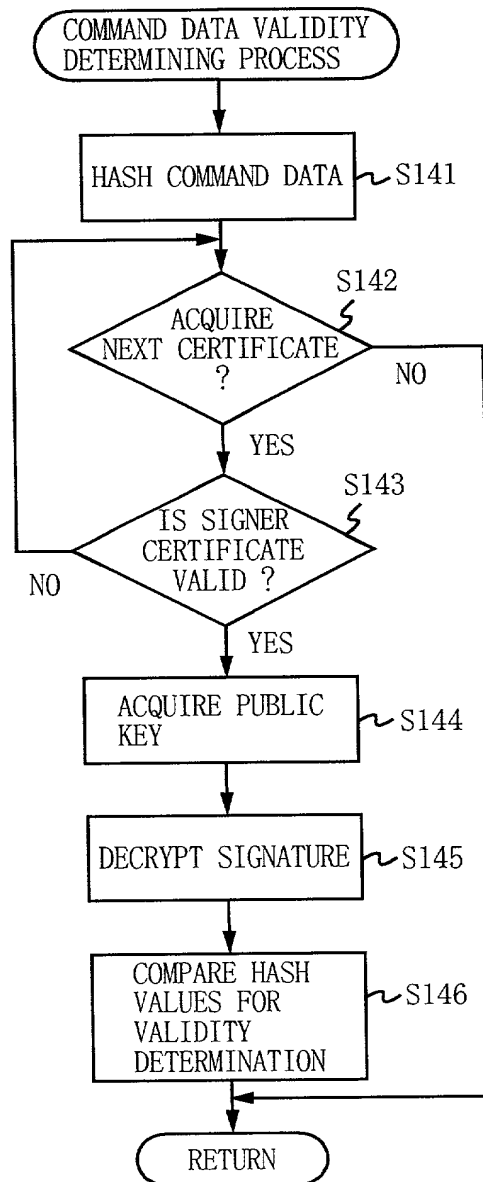 COMMAND DATA VALIDITY
DETERMINING PROCESS
HASH COMMAND DATA
S141
S142
ACQUIRE
NEXT CERTIFICATE
?
NO
YES
S143
IS SIGNER
CERTIFICATE
VALID ?
NO
YES
ACQUIRE PUBLIC
KEY
S144
DECRYPT SIGNATURE
S145
COMPARE HASH
VALUES FOR
VALIDITY
DETERMINATION
S146
RETURN